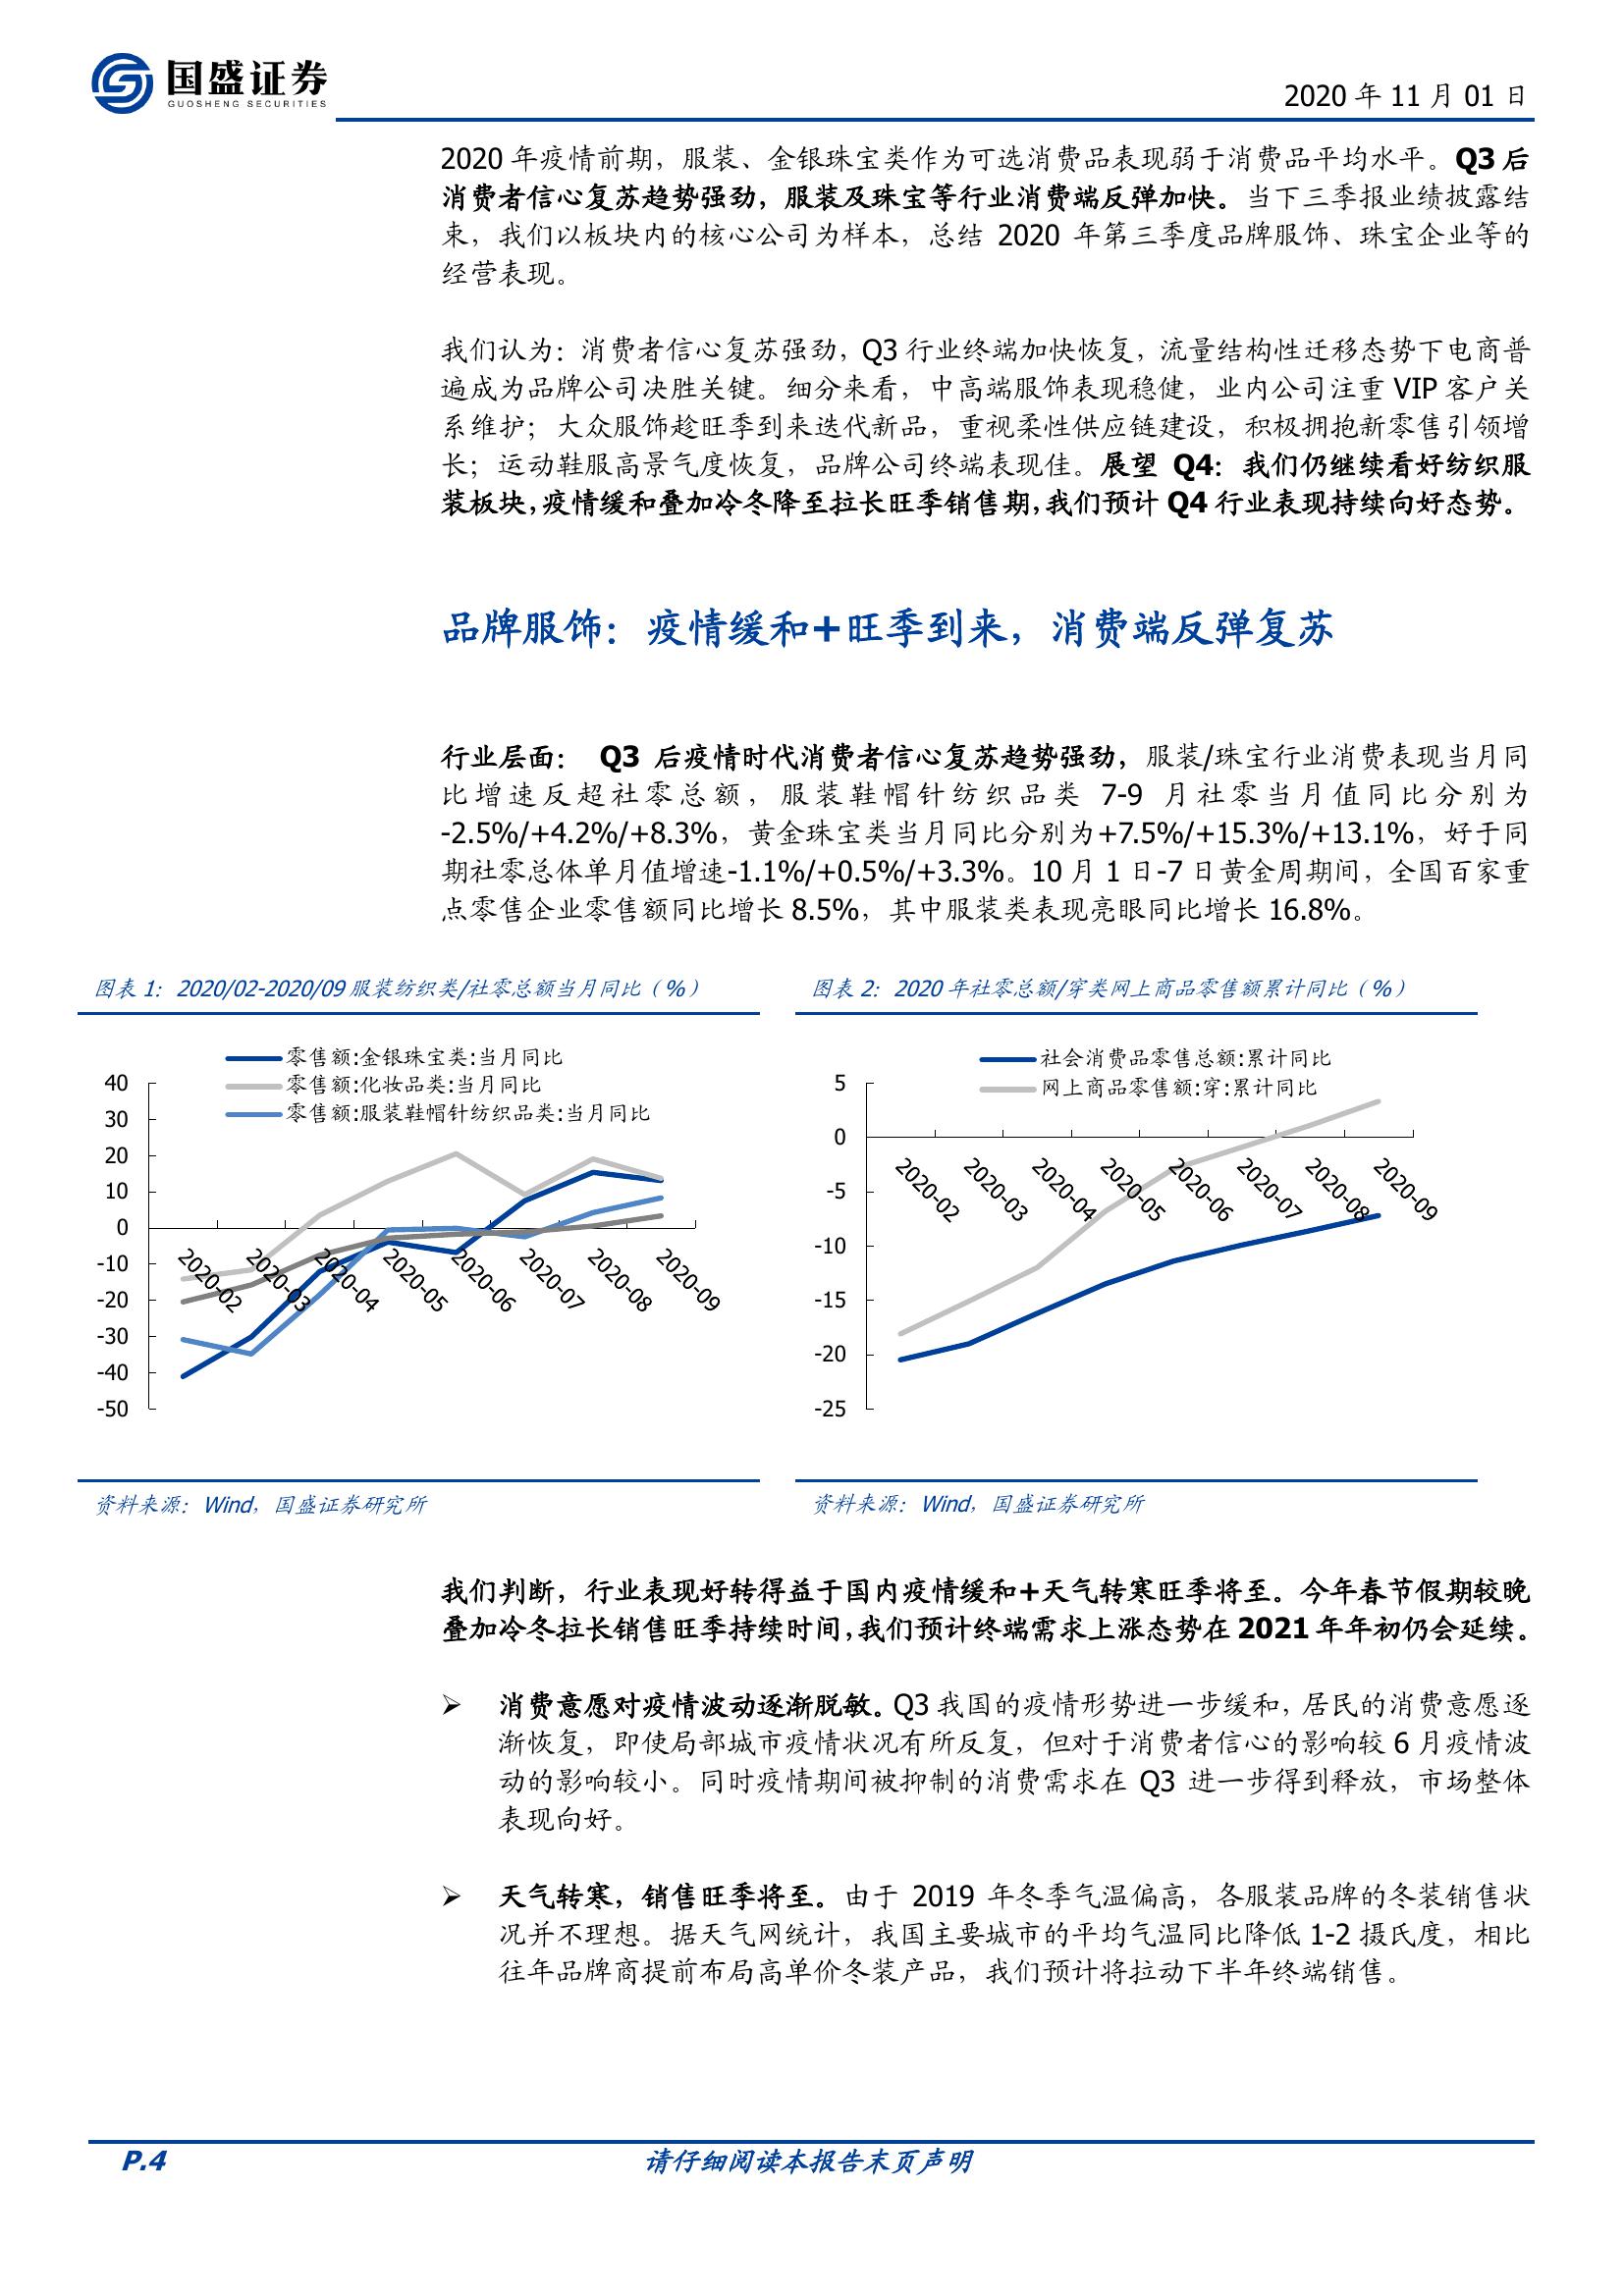 国盛证券
GUOSHENG SECURITIES
2020 年 11 月 01 日
2020 年疫情前期，服装、金银珠宝类作为可选消费品表现弱于消费品平均水平。Q3 后
消费者信心复苏趋势强劲，服装及珠宝等行业消费端反弹加快。当下三季报业绩披露结
束，我们以板块内的核心公司为样本，总结 2020 年第三季度品牌服饰、珠宝企业等的
经营表现。
我们认为：消费者信心复苏强劲，Q3 行业终端加快恢复，流量结构性迁移态势下电商普
遍成为品牌公司决胜关键。细分来看，中高端服饰表现稳健，业内公司注重 VIP 客户关
系维护；大众服饰趁旺季到来迭代新品，重视柔性供应链建设，积极拥抱新零售引领增
长；运动鞋服高景气度恢复，品牌公司终端表现佳。展望 Q4：我们仍继续看好纺织服
装板块，疫情缓和叠加冷冬降至拉长旺季销售期，我们预计 Q4 行业表现持续向好态势。
品牌服饰：疫情缓和+旺季到来，消费端反弹复苏
行业层面： Q3 后疫情时代消费者信心复苏趋势强劲，服装/珠宝行业消费表现当月同
比增速反超社零总额，服装鞋帽针纺织品类 7-9 月社零当月值同比分别为
-2.5%/+4.2%/+8.3%，黄金珠宝类当月同比分别为+7.5%/+15.3%/+13.1%，好于同
期社零总体单月值增速-1.1%/+0.5%/+3.3%。10 月 1 日-7 日黄金周期间，全国百家重
点零售企业零售额同比增长 8.5%，其中服装类表现亮眼同比增长 16.8%。
图表 1：2020/02-2020/09 服装纺织类/社零总额当月同比（%）
零售额:金银珠宝类:当月同比
零售额:化妆品类:当月同比
零售额:服装鞋帽针纺织品类:当月同比
40
30
20
10
0
-10
-20
-30
-40
-50
2020-02
2020-03
2020-04
2020-05
2020-06
2020-07
2020-08
2020-09
资料来源：Wind，国盛证券研究所
图表 2：2020 年社零总额/穿类网上商品零售额累计同比（%）
社会消费品零售总额:累计同比
网上商品零售额:穿:累计同比
5
0
-5
-10
-15
-20
-25
2020-02
2020-03
2020-04
2020-05
2020-06
2020-07
2020-08
2020-09
资料来源：Wind，国盛证券研究所
我们判断，行业表现好转得益于国内疫情缓和+天气转寒旺季将至。今年春节假期较晚
叠加冷冬拉长销售旺季持续时间，我们预计终端需求上涨态势在 2021 年年初仍会延续。
➢ 消费意愿对疫情波动逐渐脱敏。Q3 我国的疫情形势进一步缓和，居民的消费意愿逐
渐恢复，即使局部城市疫情状况有所反复，但对于消费者信心的影响较 6 月疫情波
动的影响较小。同时疫情期间被抑制的消费需求在 Q3 进一步得到释放，市场整体
表现向好。
➢ 天气转寒，销售旺季将至。由于 2019 年冬季气温偏高，各服装品牌的冬装销售状
况并不理想。据天气网统计，我国主要城市的平均气温同比降低 1-2 摄氏度，相比
往年品牌商提前布局高单价冬装产品，我们预计将拉动下半年终端销售。
P.4
请仔细阅读本报告末页声明